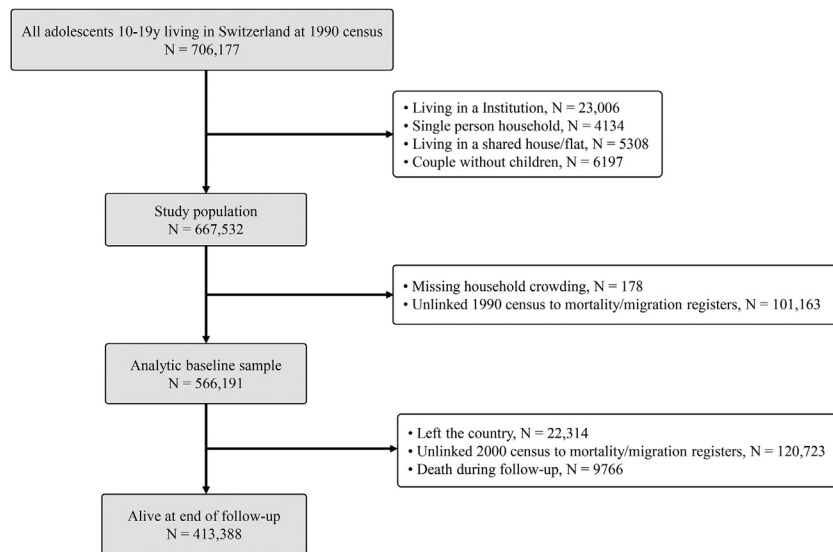 All adolescents 10-19y living in Switzerland at 1990 census
N = 706,177
• Living in a Institution, N = 23,006
• Single person household, N = 4134
• Living in a shared house/flat, N = 5308
• Couple without children, N = 6197
Study population
N = 667,532
• Missing household crowding, N = 178
• Unlinked 1990 census to mortality/migration registers, N = 101,163
Analytic baseline sample
N = 566,191
• Left the country, N = 22,314
• Unlinked 2000 census to mortality/migration registers, N = 120,723
• Death during follow-up, N = 9766
Alive at end of follow-up
N = 413,388